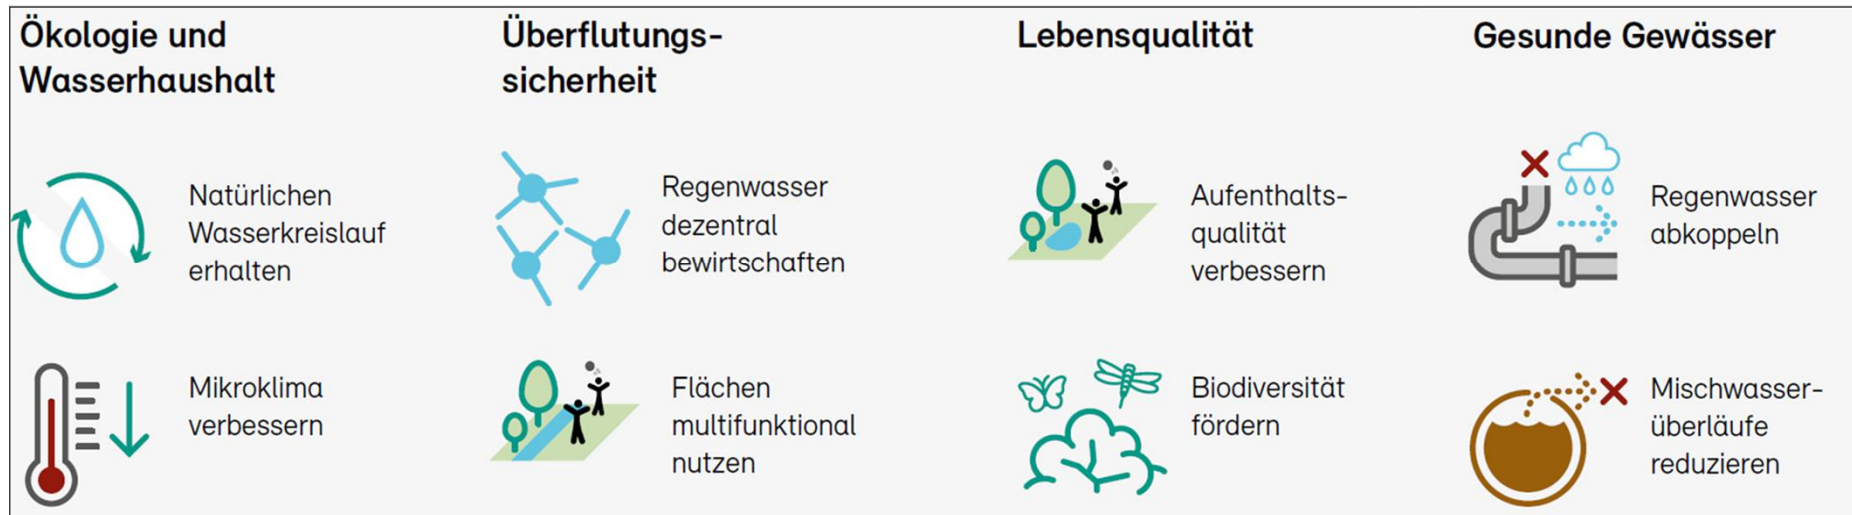 Ökologie und
Wasserhaushalt
Natürlichen
Wasserkreislauf
erhalten
Mikroklima
verbessern
Überflutungs-
sicherheit
Regenwasser
dezentral
bewirtschaften
Flächen
multifunktional
nutzen
Lebensqualität
Aufenthalts-
qualität
verbessern
Biodiversität
fördern
Gesunde Gewässer
Regenwasser
abkoppeln
Mischwasser-
überläufe
reduzieren